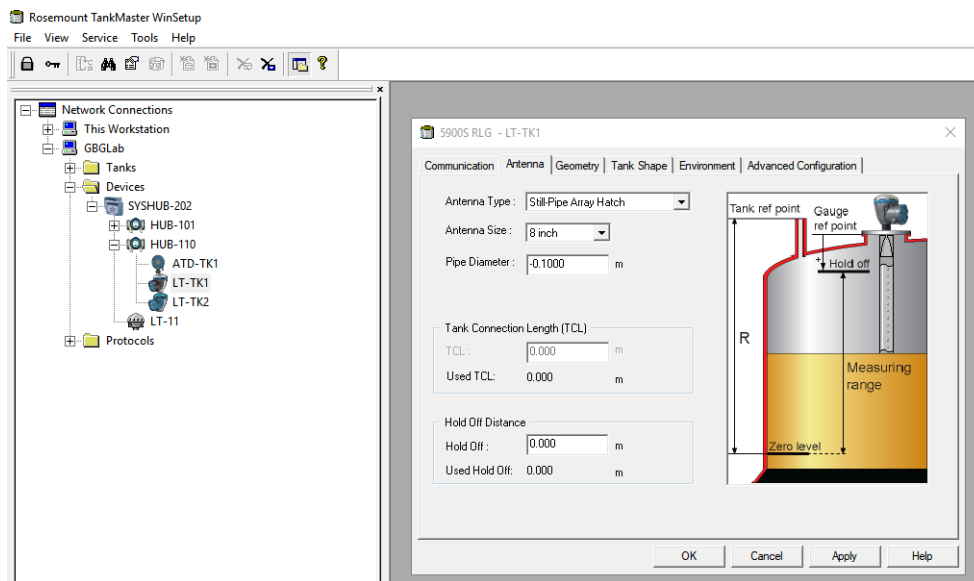 Rosemount TankMaster WinSetup
File View Service Tools Help
Network Connections
This Workstation
GBGLab
Tanks
Devices
SYSHUB-202
HUB-101
HUB-110
ATD-TK1
LT-TK1
LT-TK2
LT-11
Protocols
5900S RLG - LT-TK1
Communication Antenna Geometry Tank Shape Environment Advanced Configuration
Antenna Type : Still-Pipe Array Hatch
Antenna Size : 8 inch
Pipe Diameter : -0.1000 m
Tank Connection Length (TCL)
TCL : 0.000 m
Used TCL: 0.000 m
Hold Off Distance
Hold Off : 0.000 m
Used Hold Off: 0.000 m
Tank ref point
Gauge
ref point
+
Hold off
R
Measuring
range
Zero level
OK Cancel Apply Help